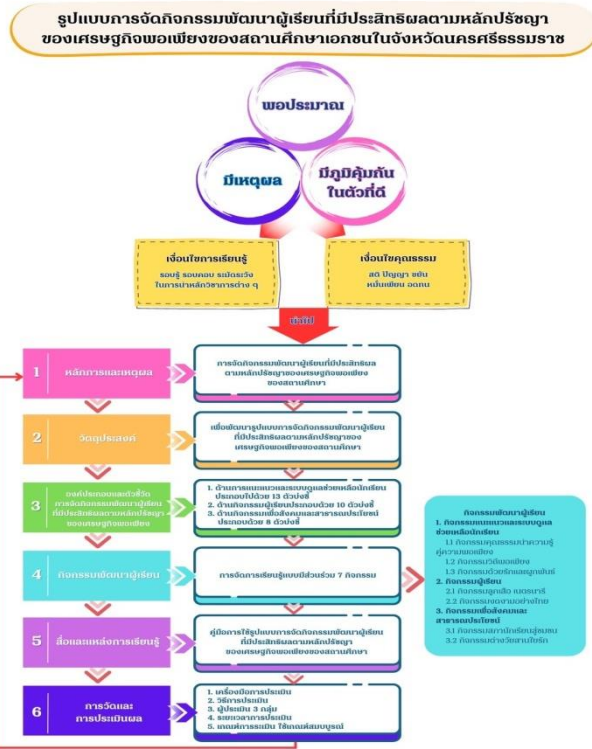 รูปแบบการจัดกิจกรรมพัฒนาผู้เรียนที่มีประสิทธิผลตามหลักปรัชญา
ของเศรษฐกิจพอเพียงของสถานศึกษาเอกชนในจังหวัดนครศรีธรรมราช
พอประมาณ
มีเหตุผล
มีภูมิคุ้มกัน
ในตัวที่ดี
เงื่อนไขการเรียนรู้
รอบรู้ รอบคอบ ระมัดระวัง
ในการนำหลักวิชาการต่าง ๆ
เงื่อนไขคุณธรรม
สติ ปัญญา ขยัน
หมั่นเพียร อดทน
นำไป
1
หลักการและเหตุผล
การจัดกิจกรรมพัฒนาผู้เรียนที่มีประสิทธิผล
ตามหลักปรัชญาของเศรษฐกิจพอเพียง
ของสถานศึกษา
2
วัตถุประสงค์
เพื่อพัฒนารูปแบบการจัดกิจกรรมพัฒนาผู้เรียน
ที่มีประสิทธิผลตามหลักปรัชญาของ
เศรษฐกิจพอเพียงของสถานศึกษา
3
องค์ประกอบและตัวชี้วัด
การจัดกิจกรรมพัฒนาผู้เรียน
ที่มีประสิทธิผลตามหลักปรัชญา
ของเศรษฐกิจพอเพียง
1. ด้านการแนะแนวและระบบดูแลช่วยเหลือนักเรียน
ประกอบไปด้วย 13 ตัวบ่งชี้
2. ด้านกิจกรรมผู้เรียนประกอบด้วย 10 ตัวบ่งชี้
3. ด้านกิจกรรมเพื่อสังคมและสาธารณประโยชน์
ประกอบด้วย 8 ตัวบ่งชี้
4
กิจกรรมพัฒนาผู้เรียน
การจัดการเรียนรู้แบบมีส่วนร่วม 7 กิจกรรม
กิจกรรมพัฒนาผู้เรียน
1. กิจกรรมแนะแนวและระบบดูแล
ช่วยเหลือนักเรียน
1.1 กิจกรรมคุณธรรมนำความรู้
คู่ความพอเพียง
1.2 กิจกรรมวิถีพอเพียง
1.3 กิจกรรมด้วยรักและผูกพันธ์
2. กิจกรรมผู้เรียน
2.1 กิจกรรมลูกเสือ เนตรนารี
2.2 กิจกรรมงดงามอย่างไทย
3. กิจกรรมเพื่อสังคมและ
สาธารณประโยชน์
3.1 กิจกรรมสภานักเรียนสู่ชุมชน
3.2 กิจกรรมต่างวัยสานใยรัก
5
สื่อและแหล่งการเรียนรู้
คู่มือการใช้รูปแบบการจัดกิจกรรมพัฒนาผู้เรียน
ที่มีประสิทธิผลตามหลักปรัชญา
ของเศรษฐกิจพอเพียงของสถานศึกษา
6
การวัดและ
การประเมินผล
1. เครื่องมือการประเมิน
2. วิธีการประเมิน
3. ผู้ประเมิน 3 กลุ่ม
4. ระยะเวลาการประเมิน
5. เกณฑ์การระเมิน ใช้เกณฑ์สมบูรณ์